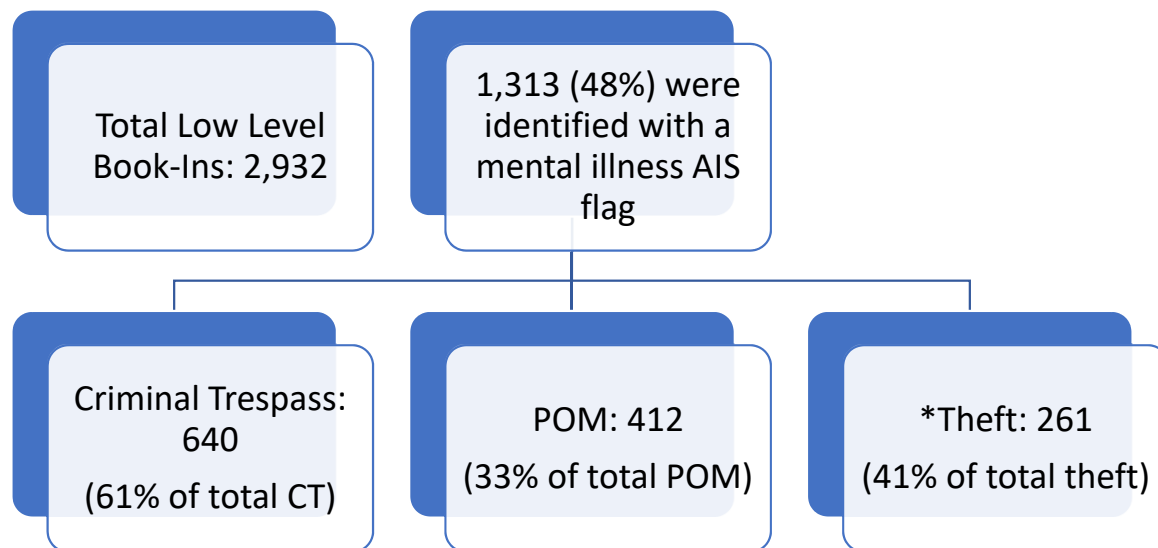 Total Low Level
Book-Ins: 2,932
1,313 (48%) were
identified with a
mental illness AIS
flag
Criminal Trespass:
640
(61% of total CT)
POM: 412
(33% of total POM)
*Theft: 261
(41% of total theft)